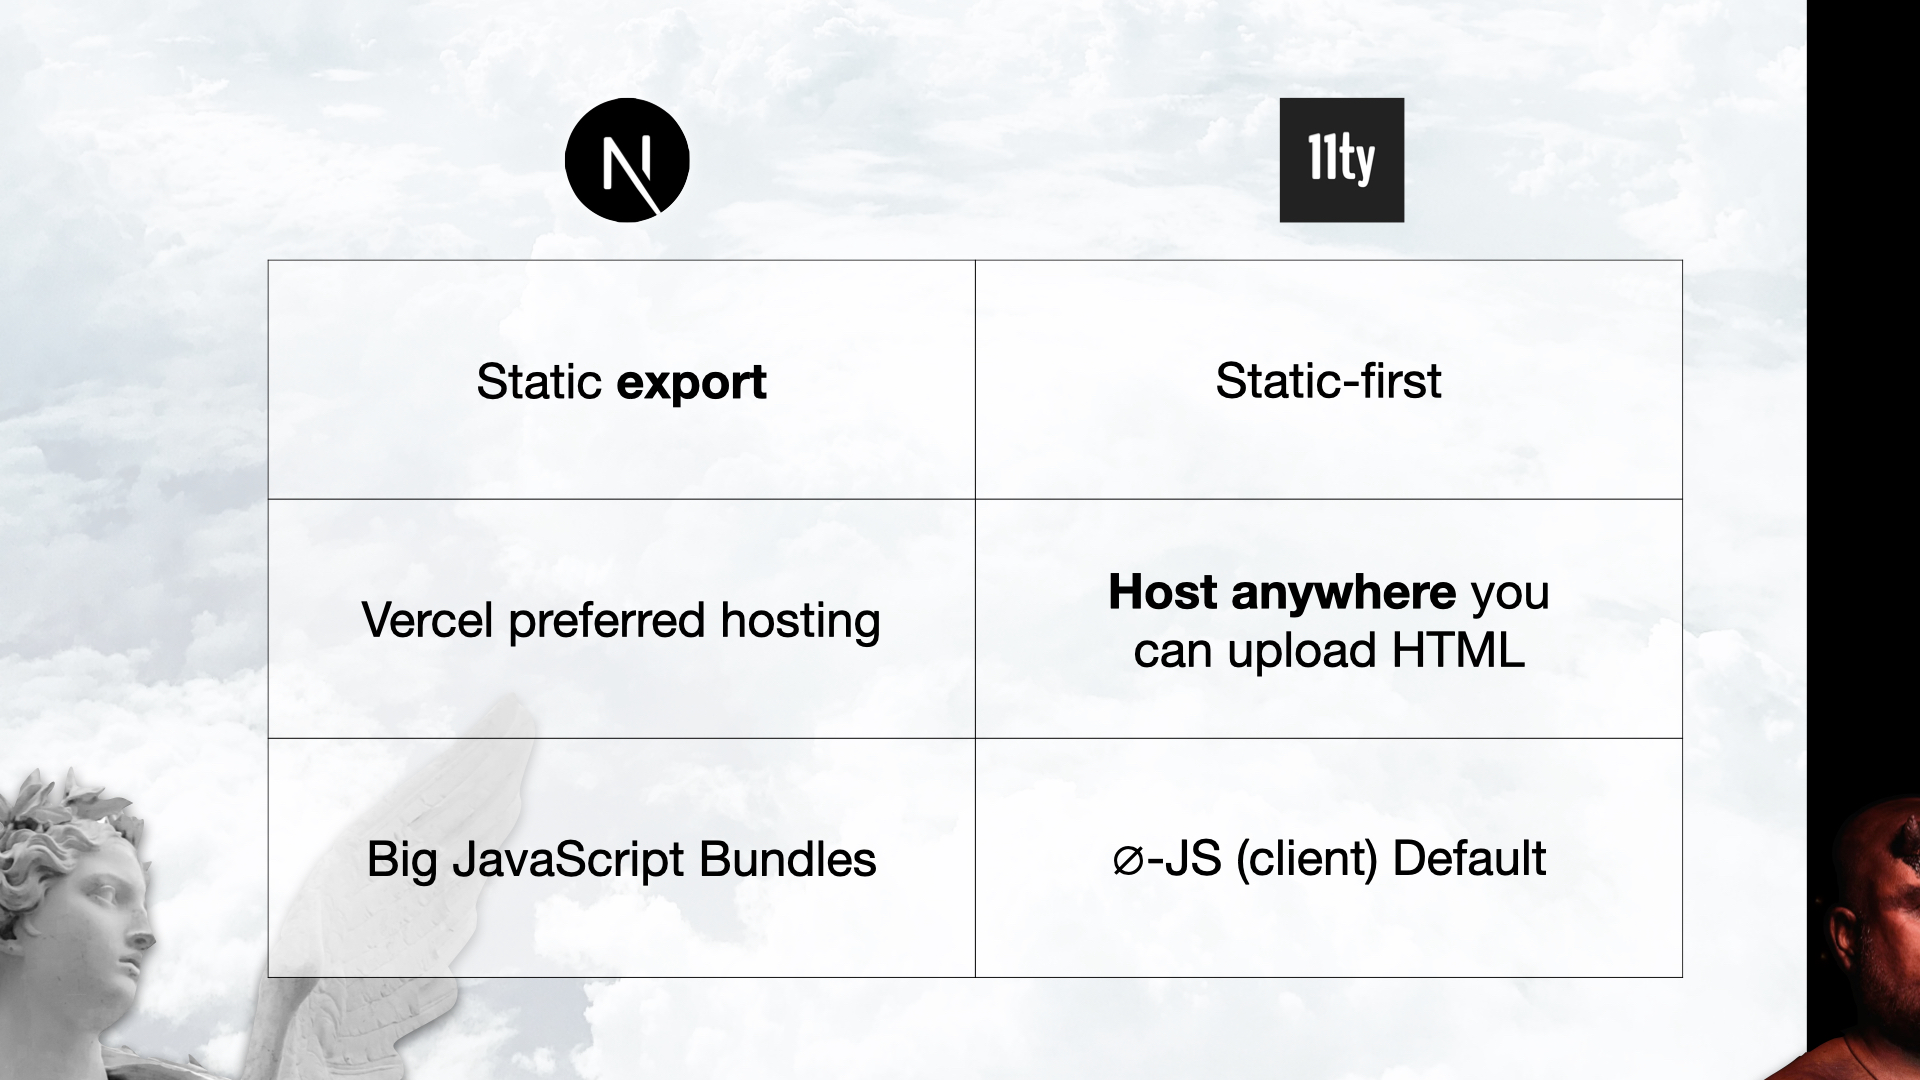 N
11ty
Static export
Static-first
Vercel preferred hosting
Host anywhere you
can upload HTML
Big JavaScript Bundles
∅-JS (client) Default